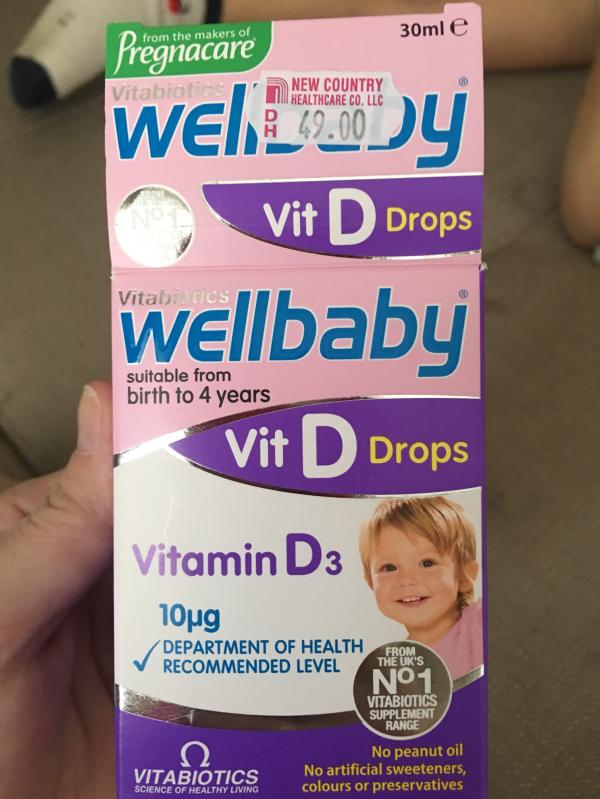 from the makers of
Pregnacare®
30ml e
Vitabiotics
NEW COUNTRY
HEALTHCARE CO. LLC
DH 49.00
Nº1
Vit D Drops
Vitabiotics
wellbaby®
suitable from
birth to 4 years
Vit D Drops
Vitamin D3
10µg
✓ DEPARTMENT OF HEALTH
RECOMMENDED LEVEL
FROM
THE UK'S
Nº1
VITABIOTICS
SUPPLEMENT
RANGE
No peanut oil
No artificial sweeteners,
colours or preservatives
VITABIOTICS
SCIENCE OF HEALTHY LIVING